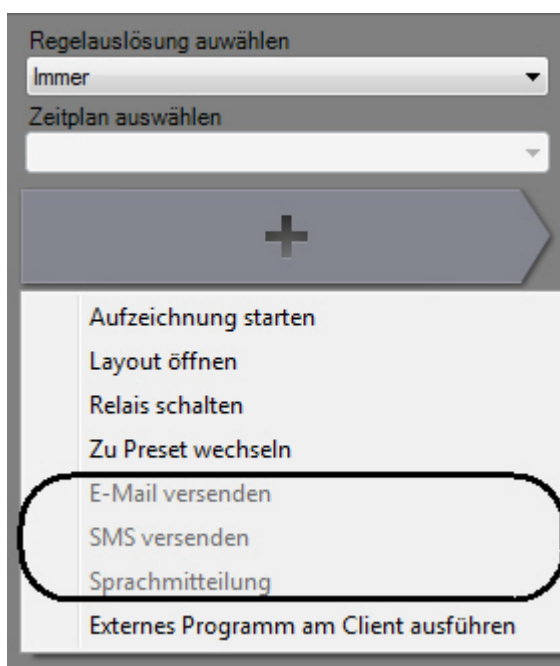 Regelauslösung auwählen
Immer
Zeitplan auswählen
Aufzeichnung starten
Layout öffnen
Relais schalten
Zu Preset wechseln
E-Mail versenden
SMS versenden
Sprachmitteilung
Externes Programm am Client ausführen